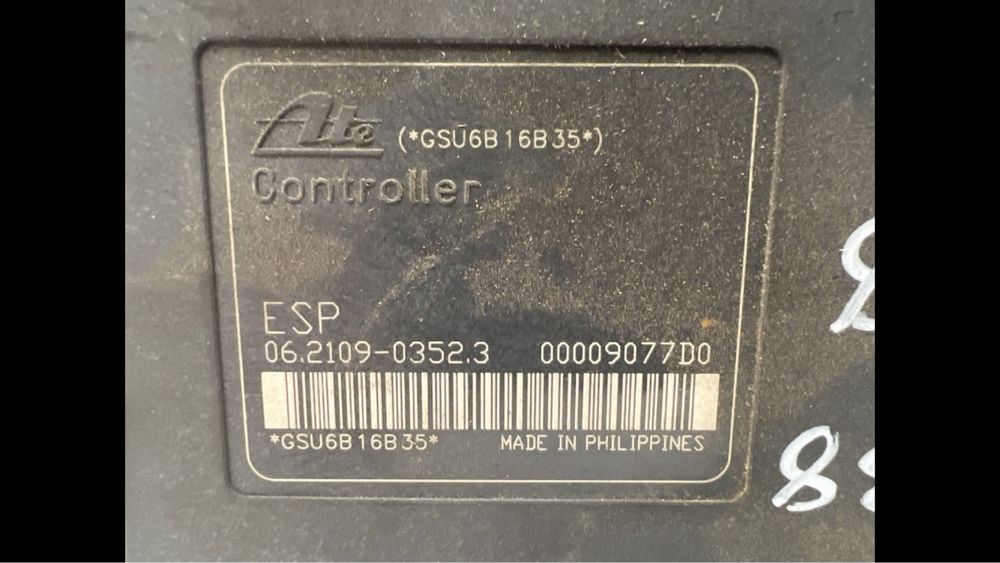 Ate (*GSU6B16B35*)
Controller
ESP
06.2109-0352.3 00009077D0
*GSU6B16B35* MADE IN PHILIPPINES